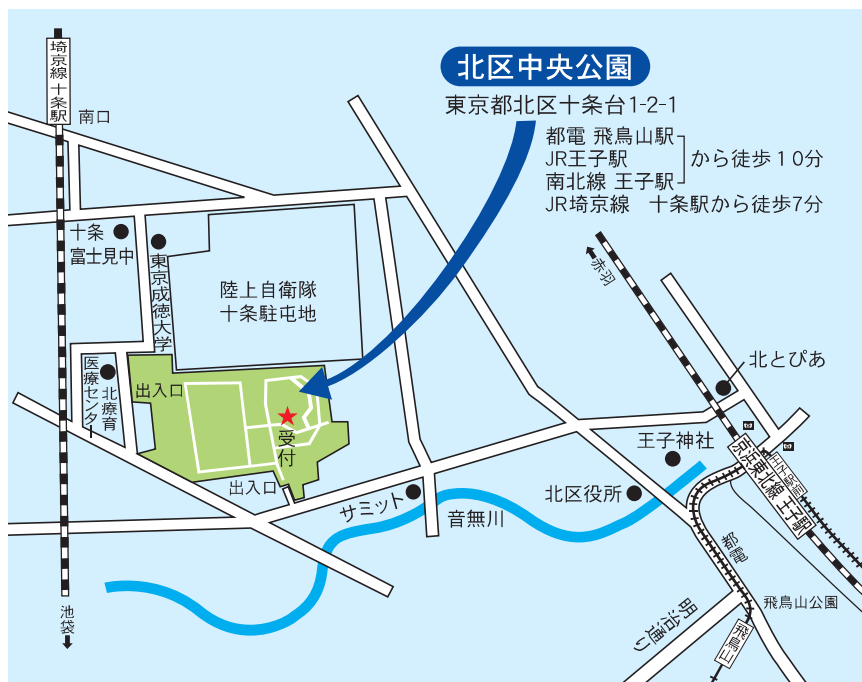 北区中央公園
東京都北区十条台1-2-1
都電 飛鳥山駅
JR王子駅
南北線 王子駅
から徒歩10分
JR埼京線 十条駅から徒歩7分
埼京線 十条駅
南口
十条
富士見中
東京成徳大学
陸上自衛隊
十条駐屯地
赤羽
北とぴあ
北療育
医療センター
出入口
受付
出入口
サミット
音無川
王子神社
北区役所
京浜東北線 王子駅
王子駅前
都電
飛鳥山公園
明治通り
飛鳥山
池袋